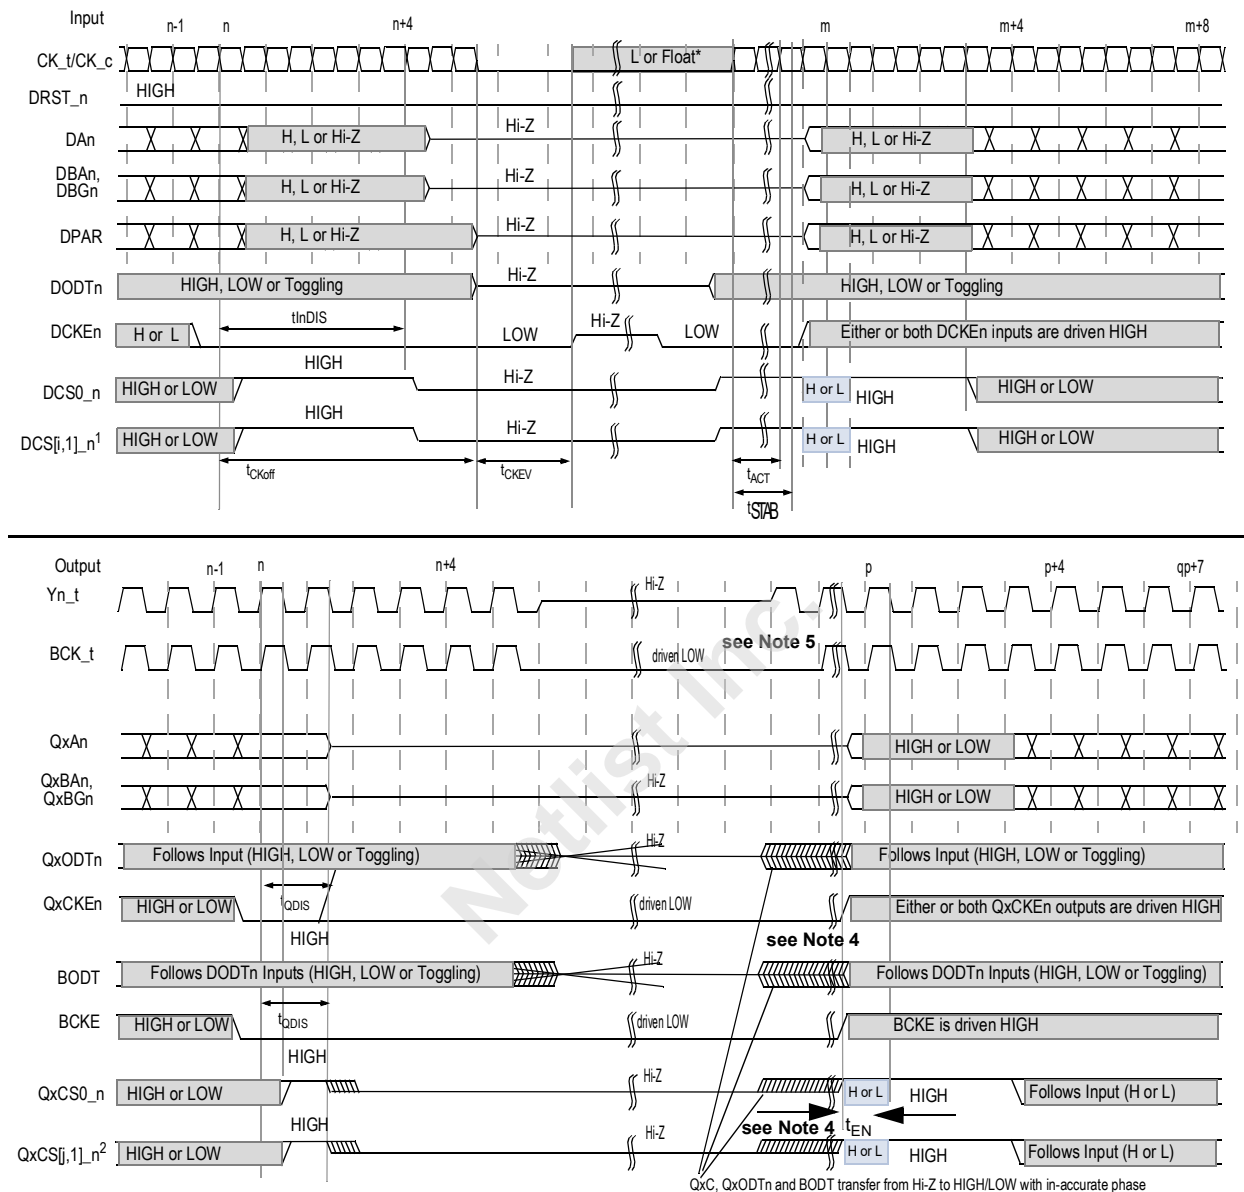 Input n-1 n n+4 m m+4 m+8
CK_t/CK_c L or Float*
DRST_n HIGH
DAn H, L or Hi-Z Hi-Z H, L or Hi-Z
DBAn,
DBGn H, L or Hi-Z Hi-Z H, L or Hi-Z
DPAR H, L or Hi-Z Hi-Z H, L or Hi-Z
DODTn HIGH, LOW or Toggling Hi-Z HIGH, LOW or Toggling
tInDIS
DCKEn H or L LOW Hi-Z LOW Either or both DCKEn inputs are driven HIGH
HIGH
DCS0_n HIGH or LOW Hi-Z H or L HIGH HIGH or LOW
HIGH
DCS[i,1]_n1 HIGH or LOW Hi-Z H or L HIGH HIGH or LOW
tCKoff tCKEV tACT
tSTAB
Output n-1 n n+4 p p+4 qp+7
Yn_t Hi-Z
see Note 5
BCK_t driven LOW
QxAn HIGH or LOW
QxBAn,
QxBGn Hi-Z HIGH or LOW
Netlist Inc.
QxODTn Follows Input (HIGH, LOW or Toggling) Hi-Z Follows Input (HIGH, LOW or Toggling)
QxCKEn HIGH or LOW tQDIS driven LOW Either or both QxCKEn outputs are driven HIGH
HIGH see Note 4
BODT Follows DODTn Inputs (HIGH, LOW or Toggling) Hi-Z Follows DODTn Inputs (HIGH, LOW or Toggling)
BCKE HIGH or LOW tQDIS driven LOW BCKE is driven HIGH
HIGH
QxCS0_n HIGH or LOW Hi-Z H or L HIGH Follows Input (H or L)
HIGH see Note 4 tEN
QxCS[j,1]_n2 HIGH or LOW Hi-Z H or L HIGH Follows Input (H or L)
QxC, QxODTn and BODT transfer from Hi-Z to HIGH/LOW with in-accurate phase